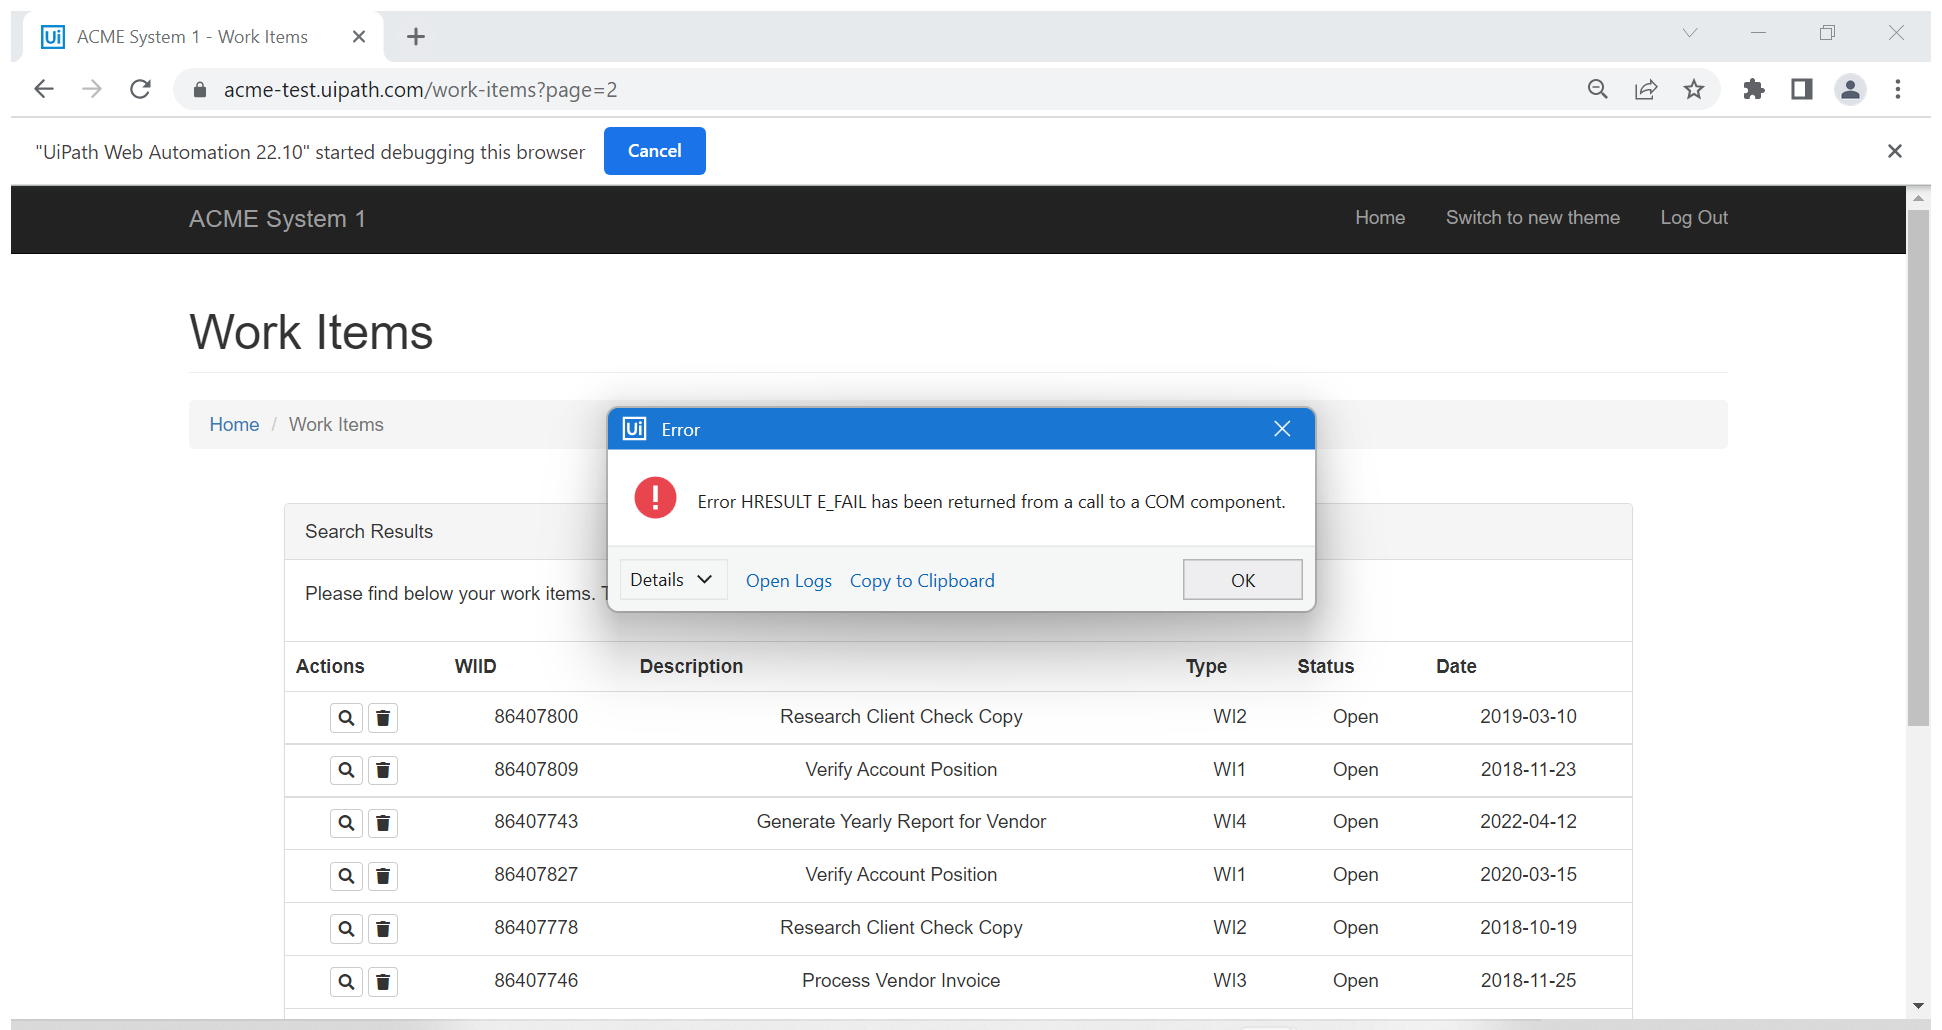 Ui ACME System 1 - Work Items
acme-test.uipath.com/work-items?page=2
"UiPath Web Automation 22.10" started debugging this browser Cancel
ACME System 1 Home Switch to new theme Log Out
Work Items
Home / Work Items
Ui Error
Error HRESULT E_FAIL has been returned from a call to a COM component.
Details Open Logs Copy to Clipboard OK
Search Results
Please find below your work items.
Actions WIID Description Type Status Date
86407800 Research Client Check Copy WI2 Open 2019-03-10
86407809 Verify Account Position WI1 Open 2018-11-23
86407743 Generate Yearly Report for Vendor WI4 Open 2022-04-12
86407827 Verify Account Position WI1 Open 2020-03-15
86407778 Research Client Check Copy WI2 Open 2018-10-19
86407746 Process Vendor Invoice WI3 Open 2018-11-25